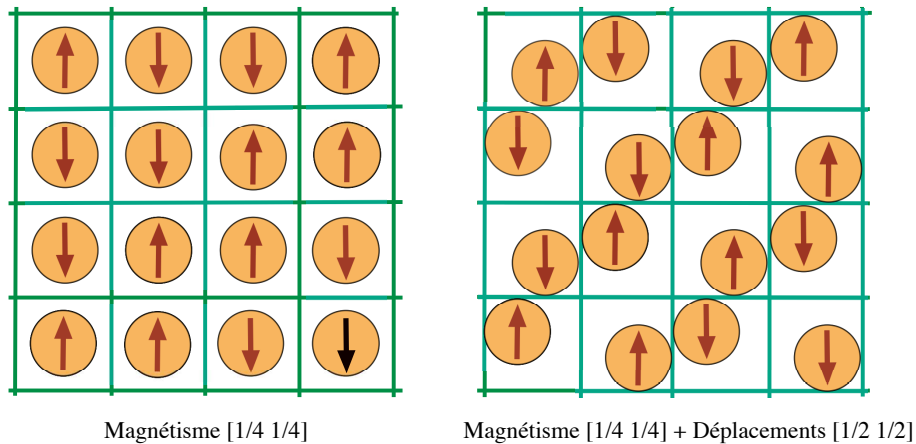 Magnétisme [1/4 1/4]
Magnétisme [1/4 1/4] + Déplacements [1/2 1/2]